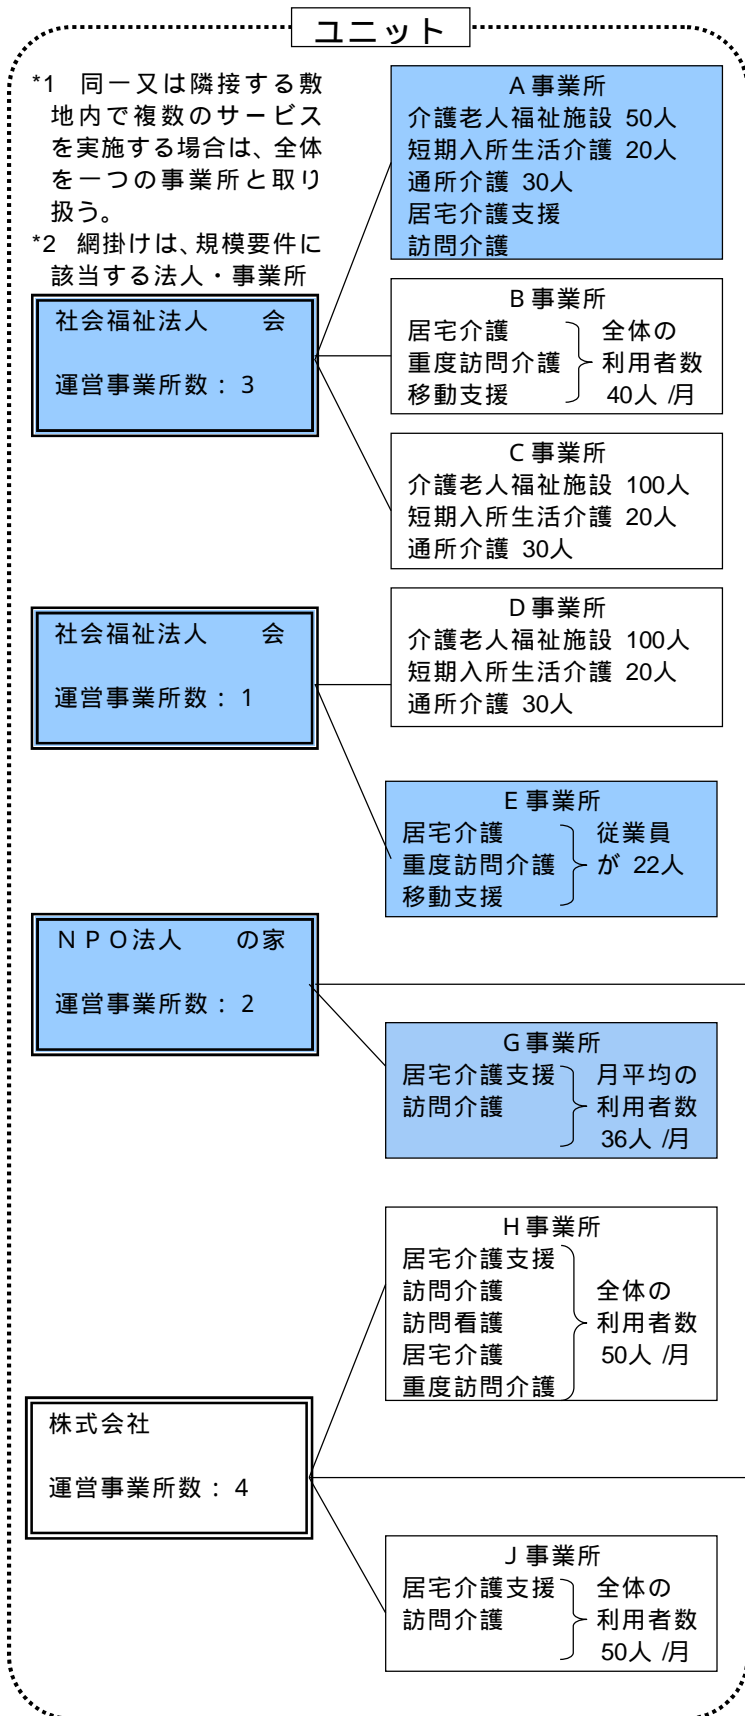 ユニット
*1 同一又は隣接する敷
地内で複数のサービス
を実施する場合は、全体
を一つの事業所と取り
扱う。
*2 網掛けは、規模要件に
該当する法人・事業所
A事業所
介護老人福祉施設 50人
短期入所生活介護 20人
通所介護 30人
居宅介護支援
訪問介護
社会福祉法人　　会
運営事業所数：3
B事業所
居宅介護
重度訪問介護
移動支援
全体の
利用者数
40人/月
C事業所
介護老人福祉施設 100人
短期入所生活介護 20人
通所介護 30人
社会福祉法人　　会
運営事業所数：1
D事業所
介護老人福祉施設 100人
短期入所生活介護 20人
通所介護 30人
E事業所
居宅介護
重度訪問介護
移動支援
従業員
が 22人
ＮＰＯ法人　　の家
運営事業所数：2
G事業所
居宅介護支援
訪問介護
月平均の
利用者数
36人/月
H事業所
居宅介護支援
訪問介護
訪問看護
居宅介護
重度訪問介護
全体の
利用者数
50人/月
株式会社
運営事業所数：4
J事業所
居宅介護支援
訪問介護
全体の
利用者数
50人/月